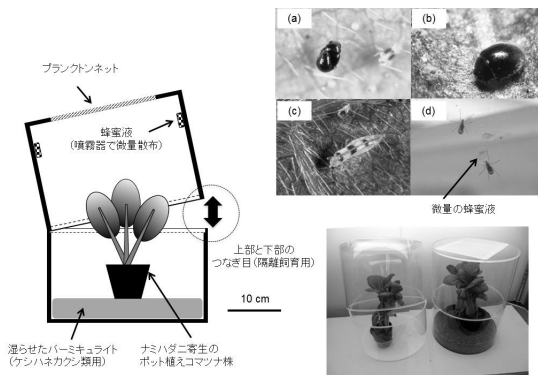 プランクトンネット
蜂蜜液
(噴霧器で微量散布)
上部と下部の
つなぎ目(隔離飼育用)
10 cm
湿らせたバーミキュライト
(ケシハネカクシ類用)
ナミハダニ寄生の
ポット植えコマツナ株
(a)
(b)
(c)
(d)
微量の蜂蜜液